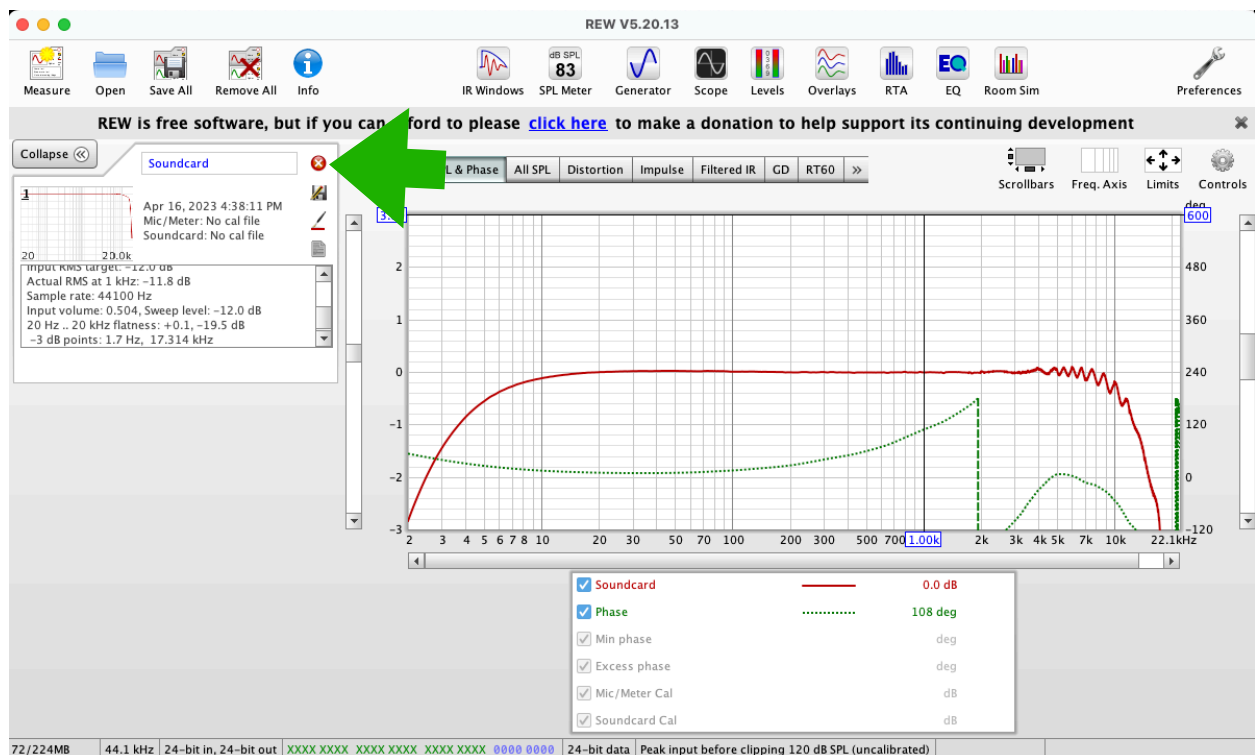 REW V5.20.13
Measure Open Save All Remove All Info IR Windows dB SPL 83 SPL Meter Generator Scope Levels Overlays RTA EQ EQ Room Sim Preferences
REW is free software, but if you can afford to please click here to make a donation to help support its continuing development
Collapse
Soundcard
Apr 16, 2023 4:38:11 PM
Mic/Meter: No cal file
Soundcard: No cal file
1
20 20.0k
Input RMS target: -12.0 dB
Actual RMS at 1 kHz: -11.8 dB
Sample rate: 44100 Hz
Input volume: 0.504, Sweep level: -12.0 dB
20 Hz .. 20 kHz flatness: +0.1, -19.5 dB
-3 dB points: 1.7 Hz, 17.314 kHz
L & Phase All SPL Distortion Impulse Filtered IR GD RT60 »
Scrollbars Freq. Axis Limits Controls
deg
600
2 480
1 360
0 240
-1 120
-2 0
-3 -120
2 3 4 5 6 7 8 10 20 30 50 70 100 200 300 500 700 1.00k 2k 3k 4k 5k 7k 10k 22.1kHz
Soundcard 0.0 dB
Phase 108 deg
Min phase deg
Excess phase deg
Mic/Meter Cal dB
Soundcard Cal dB
72/224MB 44.1 kHz 24-bit in, 24-bit out XXXX XXXX XXXX XXXX XXXX XXXX 0000 0000 24-bit data Peak input before clipping 120 dB SPL (uncalibrated)